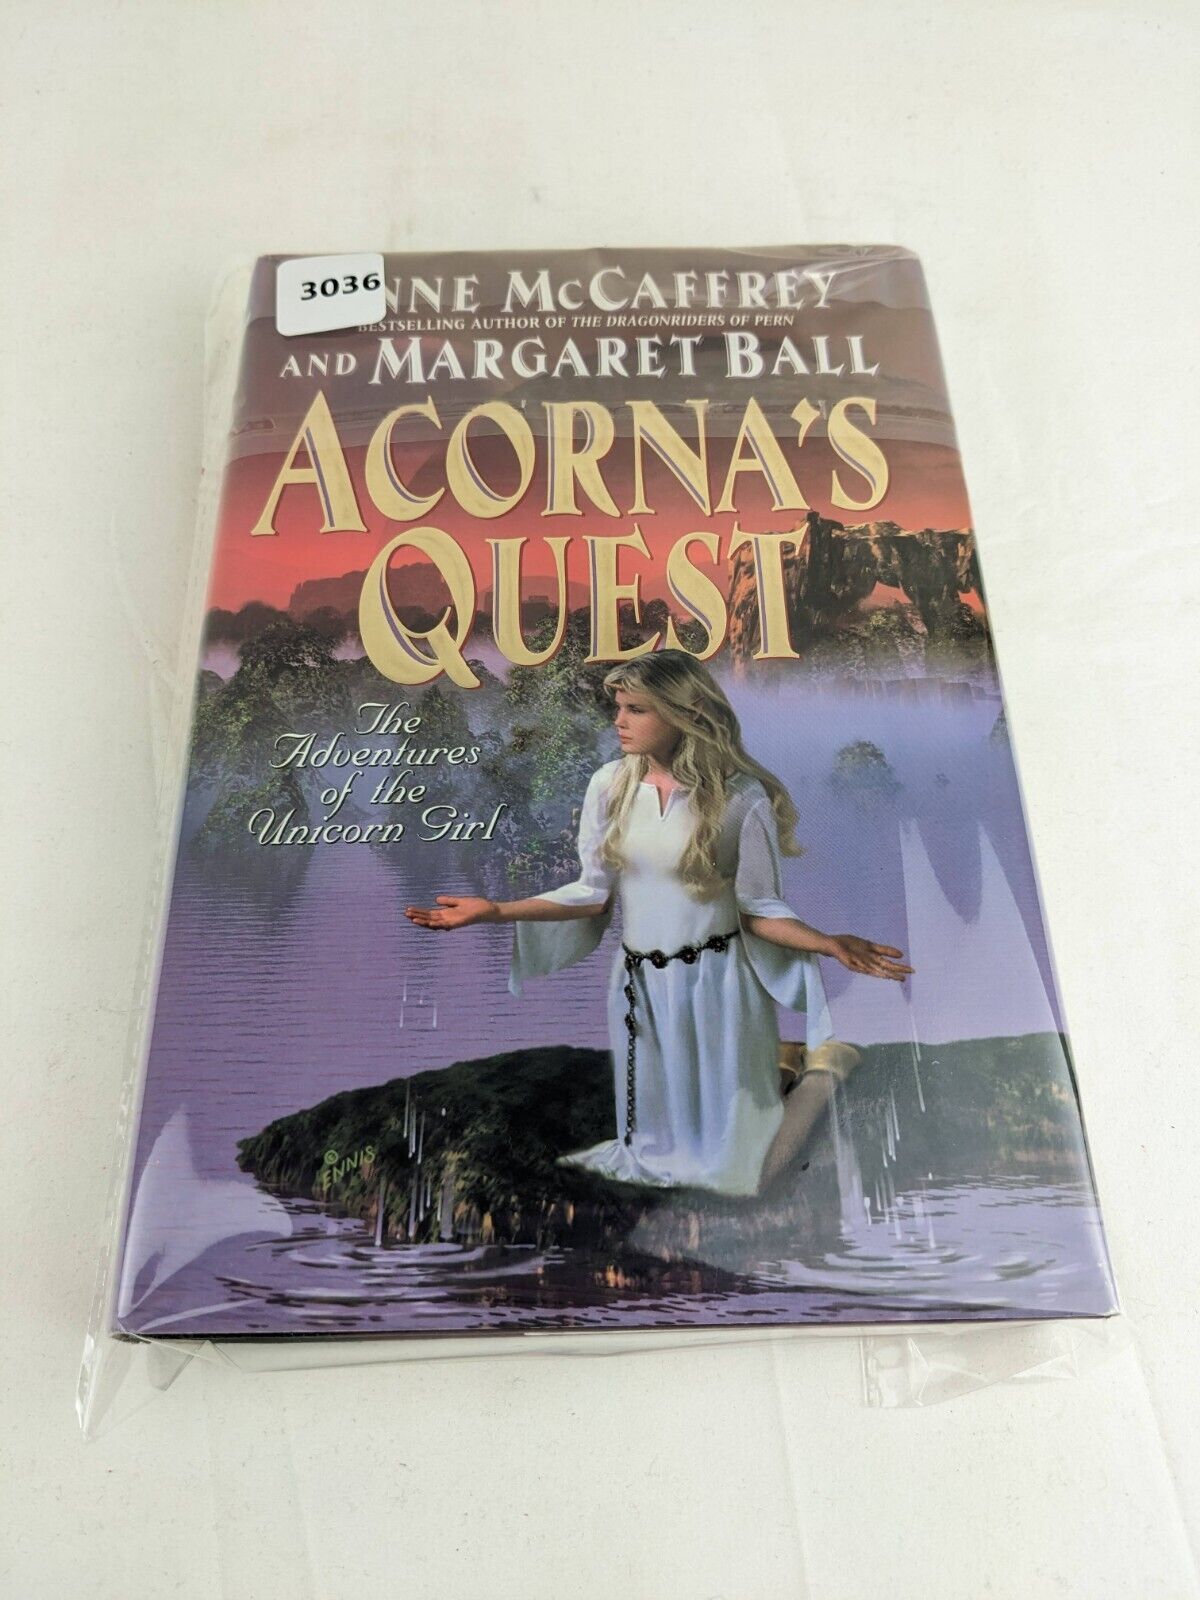 3036
NNE MCCAFFREY
BESTSELLING AUTHOR OF THE DRAGONRIDERS OF PERN
AND MARGARET BALL
ACORNA'S
QUEST
The
Adventures
of the
Unicorn Girl
©
ENNIS